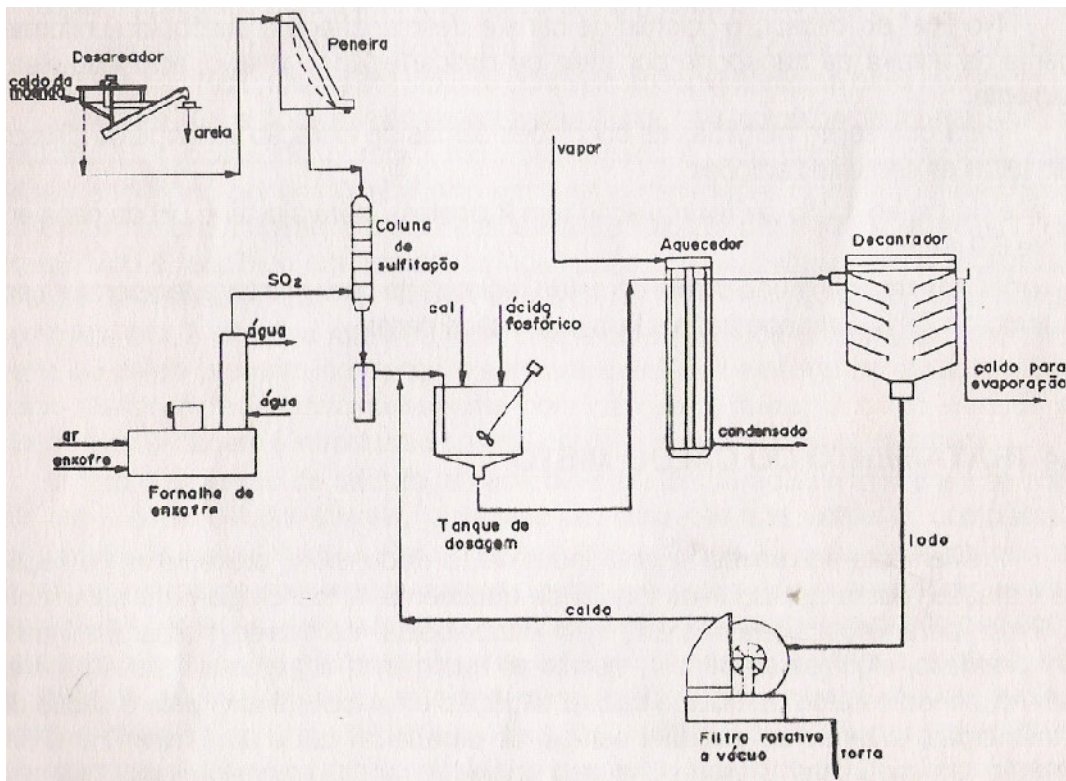 Desareador
caldo da
moenda
areia
Peneira
Coluna
de
sulfitação
SO2
água
água
ar
enxofre
Fornalha de
enxofre
cal
ácido
fosfórico
Tanque de
dosagem
vapor
Aquecedor
condensado
Decantador
caldo para
evaporação
lodo
caldo
Filtro rotativo
a vácuo
torta